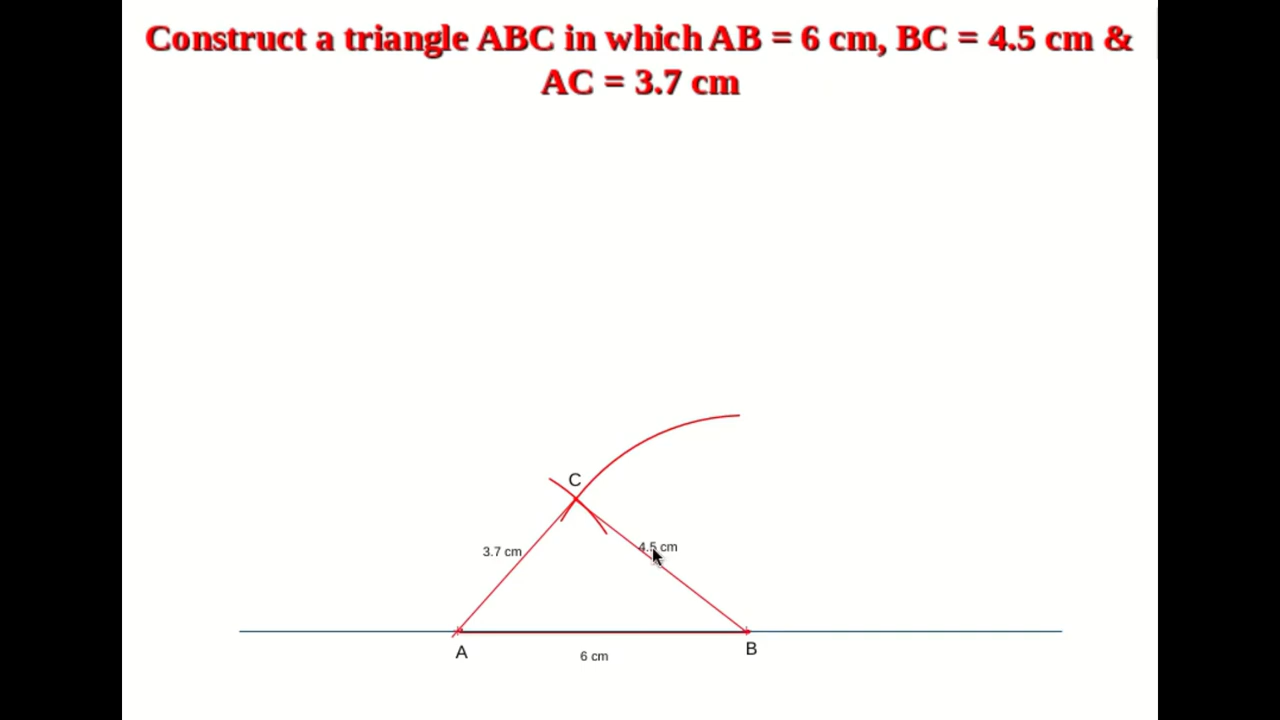 Construct a triangle ABC in which AB = 6 cm, BC = 4.5 cm &
AC = 3.7 cm
C
3.7 cm
4.5 cm
A
B
6 cm